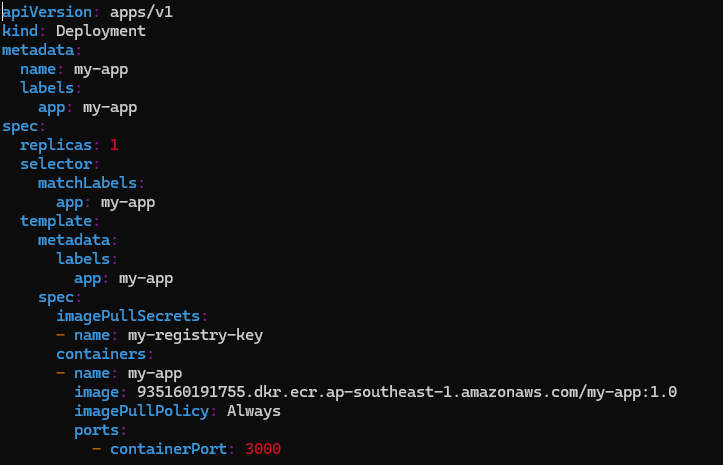 apiVersion: apps/v1
kind: Deployment
metadata:
  name: my-app
  labels:
    app: my-app
spec:
  replicas: 1
  selector:
    matchLabels:
      app: my-app
  template:
    metadata:
      labels:
        app: my-app
    spec:
      imagePullSecrets:
      - name: my-registry-key
      containers:
      - name: my-app
        image: 935160191755.dkr.ecr.ap-southeast-1.amazonaws.com/my-app:1.0
        imagePullPolicy: Always
        ports:
          - containerPort: 3000